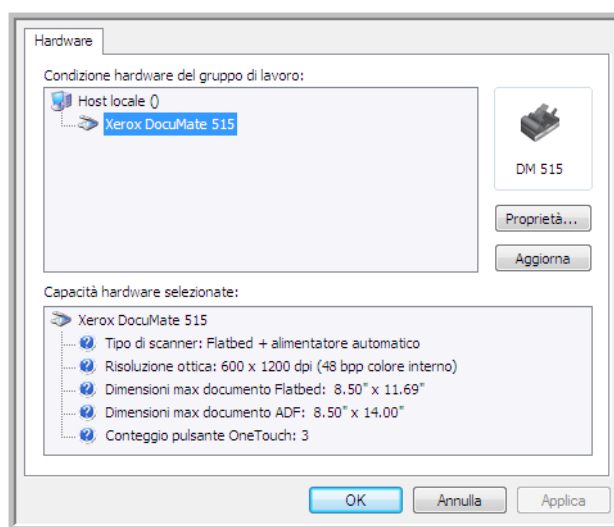 Hardware
Condizione hardware del gruppo di lavoro:
Host locale ()
Xerox DocuMate 515
DM 515
Proprietà...
Aggiorna
Capacità hardware selezionate:
Xerox DocuMate 515
Tipo di scanner: Flatbed + alimentatore automatico
Risoluzione ottica: 600 x 1200 dpi (48 bpp colore interno)
Dimensioni max documento Flatbed: 8.50" x 11.69"
Dimensioni max documento ADF: 8.50" x 14.00"
Conteggio pulsante OneTouch: 3
OK Annulla Applica